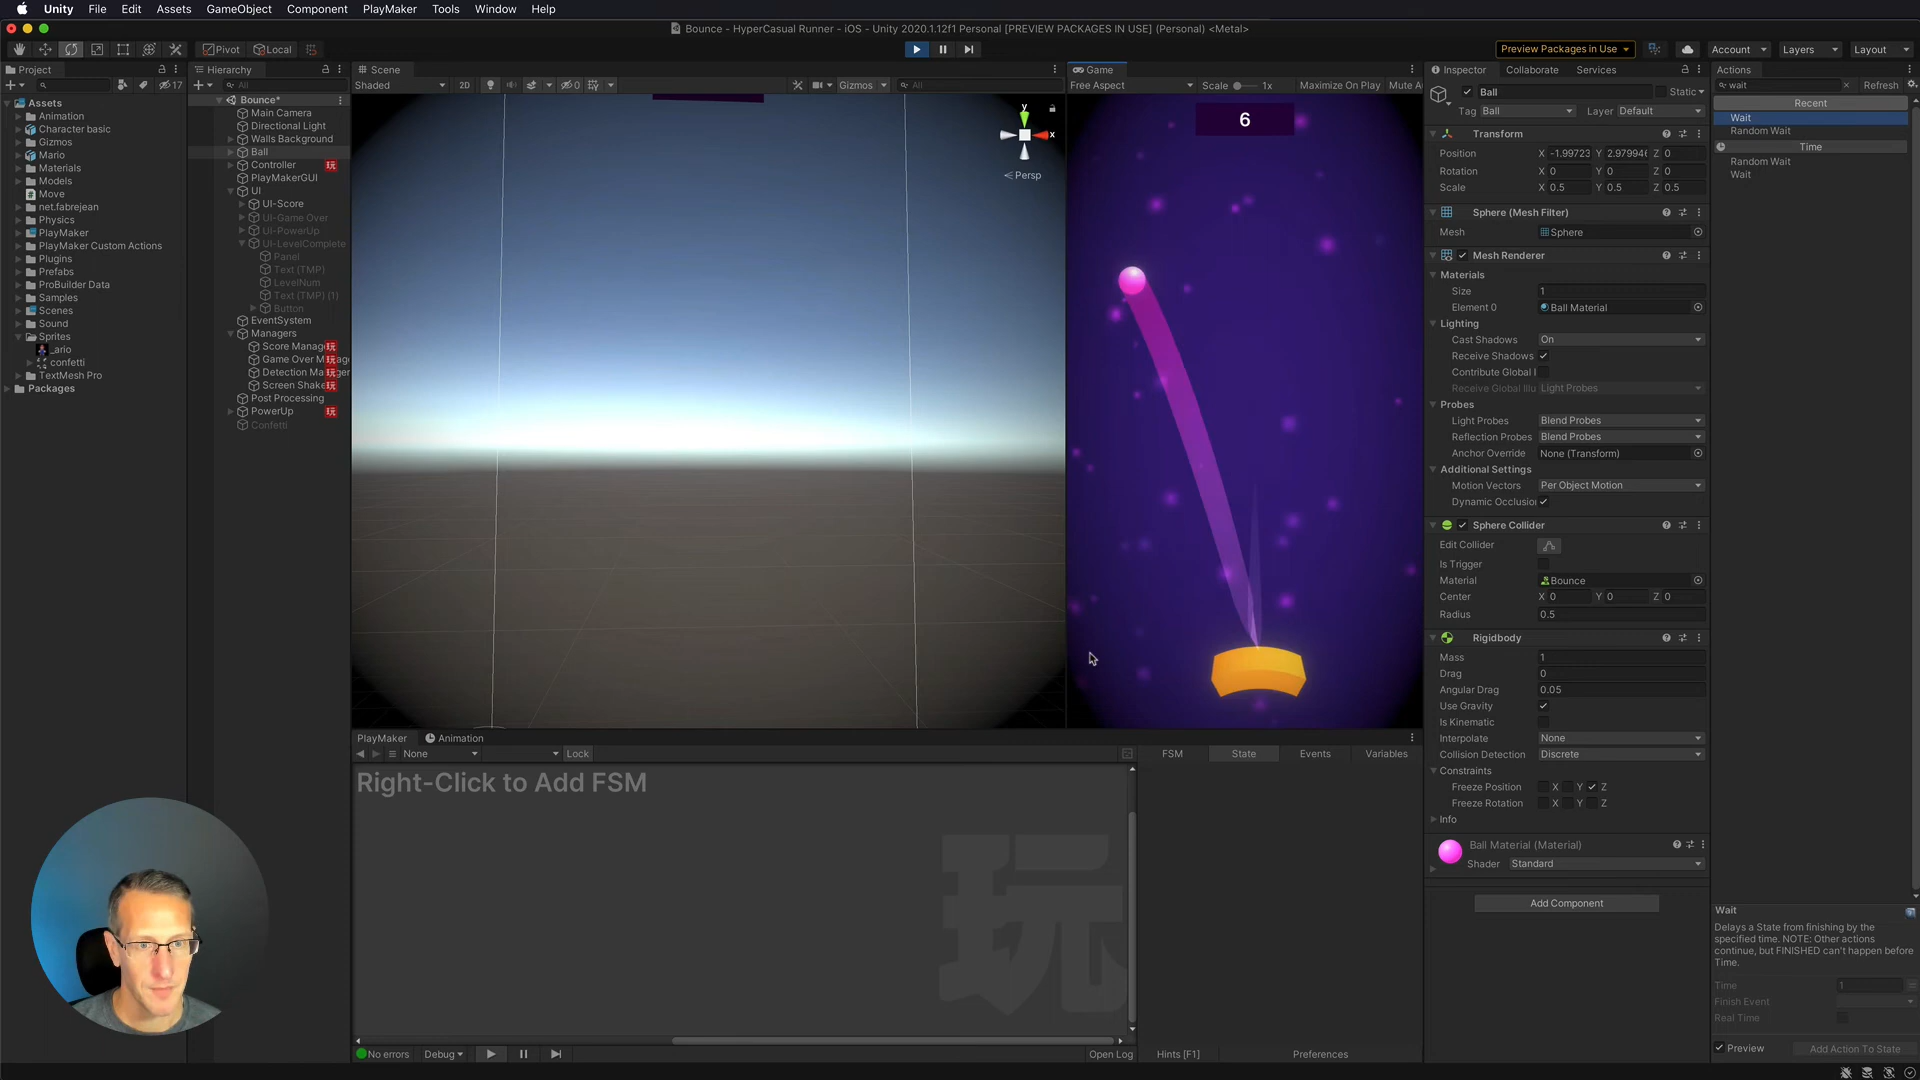 Unity File Edit Assets GameObject Component PlayMaker Tools Window Help
Bounce - HyperCasual Runner - iOS - Unity 2020.1.12f1 Personal [PREVIEW PACKAGES IN USE] (Personal) <Metal>
Pivot Local
Preview Packages in Use Account Layers Layout
Project
17
Assets
Animation
Character basic
Gizmos
Mario
Materials
Models
Move
net.fabrejean
Physics
PlayMaker
PlayMaker Custom Actions
Plugins
Prefabs
ProBuilder Data
Samples
Scenes
Sound
Sprites
_ario
confetti
TextMesh Pro
Packages
Hierarchy
All
Bounce*
Main Camera
Directional Light
Walls Background
Ball
Controller
PlayMakerGUI
UI
UI-Score
UI-Game Over
UI-PowerUp
UI-LevelComplete
Panel
Text (TMP)
LevelNum
Text (TMP) (1)
Button
EventSystem
Managers
Score Manag
Game Over M
Detection Ma
Screen Shake
Post Processing
PowerUp
Confetti
Scene
Shaded 2D 0 Gizmos All
y
x
Persp
Game
Free Aspect Scale 1x Maximize On Play Mute Au
6
PlayMaker Animation
None Lock
FSM State Events Variables
Right-Click to Add FSM
玩
No errors Debug Open Log Hints [F1] Preferences
Inspector Collaborate Services
Ball Static
Tag Ball Layer Default
Transform
Position X -1.99723 Y 2.979946 Z 0
Rotation X 0 Y 0 Z 0
Scale X 0.5 Y 0.5 Z 0.5
Sphere (Mesh Filter)
Mesh Sphere
Mesh Renderer
Materials
Size 1
Element 0 Ball Material
Lighting
Cast Shadows On
Receive Shadows
Contribute Global I
Receive Global Illu Light Probes
Probes
Light Probes Blend Probes
Reflection Probes Blend Probes
Anchor Override None (Transform)
Additional Settings
Motion Vectors Per Object Motion
Dynamic Occlusion
Sphere Collider
Edit Collider
Is Trigger
Material Bounce
Center X 0 Y 0 Z 0
Radius 0.5
Rigidbody
Mass 1
Drag 0
Angular Drag 0.05
Use Gravity
Is Kinematic
Interpolate None
Collision Detection Discrete
Constraints
Freeze Position X Y Z
Freeze Rotation X Y Z
Info
Ball Material (Material)
Shader Standard
Add Component
Actions
wait Refresh
Recent
Wait
Random Wait
Time
Random Wait
Wait
Wait
Delays a State from finishing by the
specified time. NOTE: Other actions
continue, but FINISHED can't happen before
Time.
Time 1
Finish Event
Real Time
Preview Add Action To State